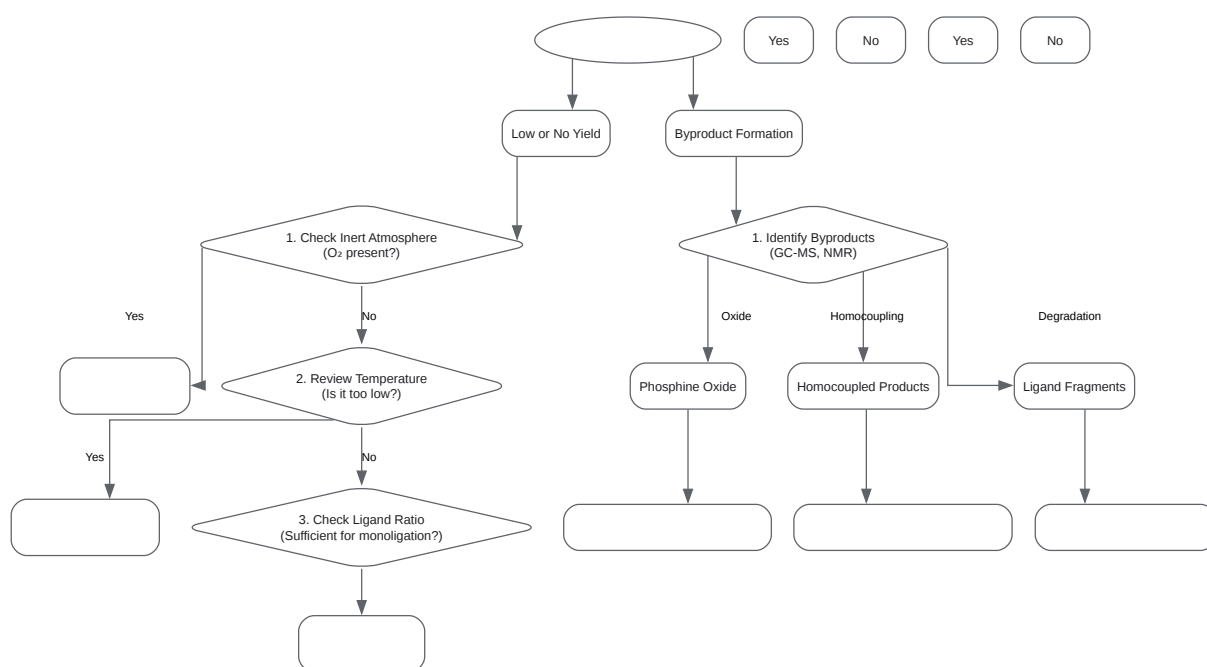 Yes
No
Yes
No
Low or No Yield
Byproduct Formation
1. Check Inert Atmosphere
(O₂ present?)
1. Identify Byproducts
(GC-MS, NMR)
Yes
No
Oxide
Homocoupling
Degradation
2. Review Temperature
(Is it too low?)
Phosphine Oxide
Homocoupled Products
Ligand Fragments
Yes
No
3. Check Ligand Ratio
(Sufficient for monoligation?)